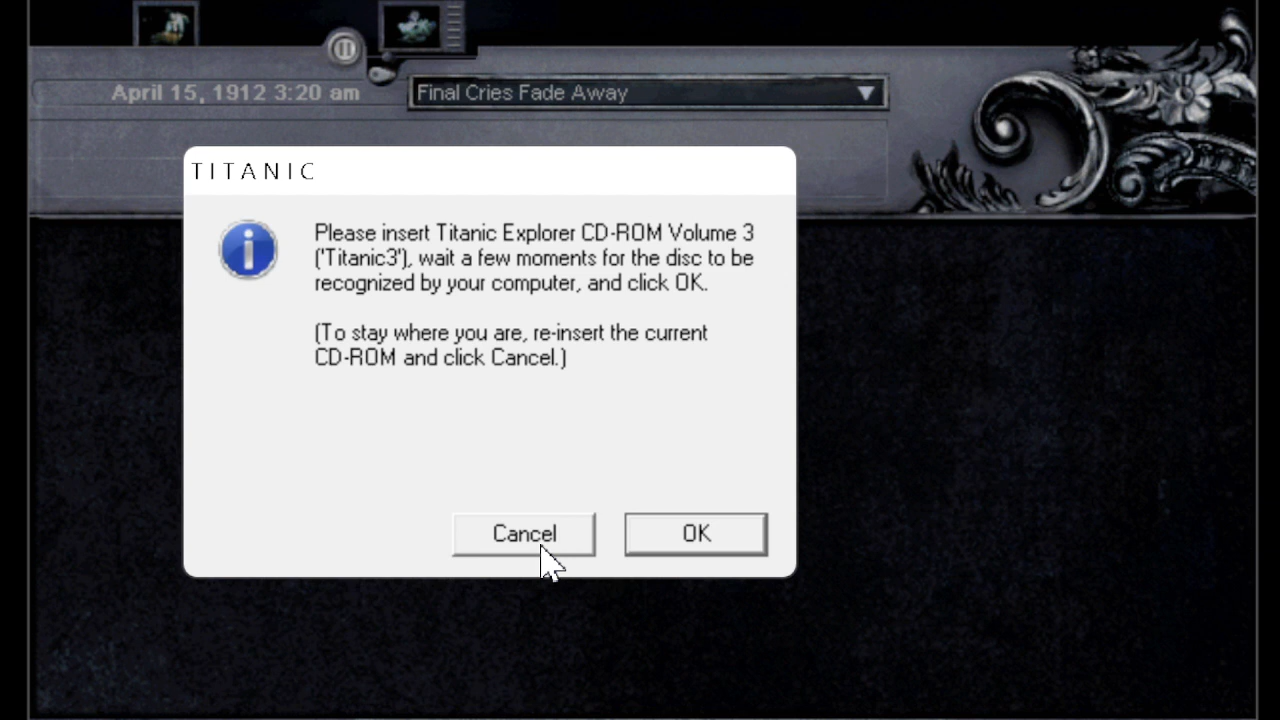 April 15, 1912 3:20 am
Final Cries Fade Away
TITANIC
Please insert Titanic Explorer CD-ROM Volume 3
('Titanic3'), wait a few moments for the disc to be
recognized by your computer, and click OK.
(To stay where you are, re-insert the current
CD-ROM and click Cancel.)
Cancel
OK